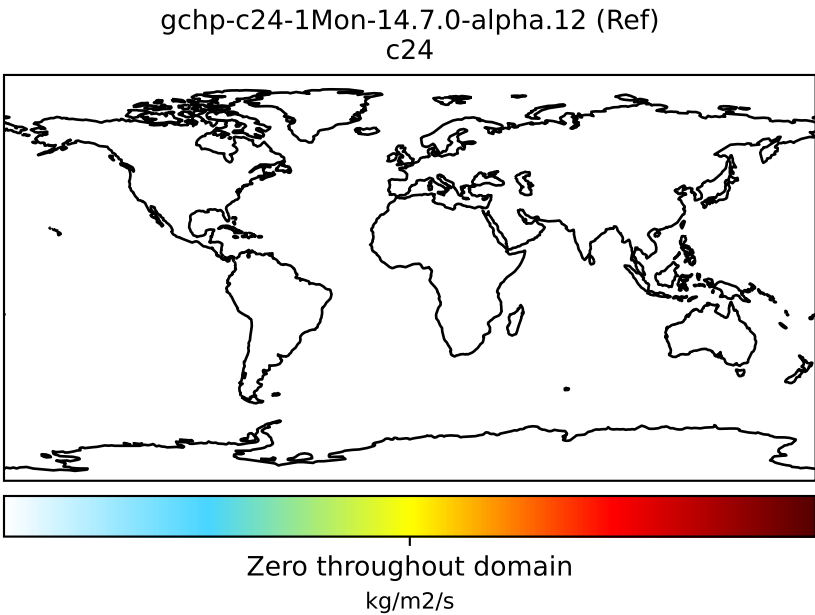 gchp-c24-1Mon-14.7.0-alpha.12 (Ref)
c24
Zero throughout domain
kg/m2/s